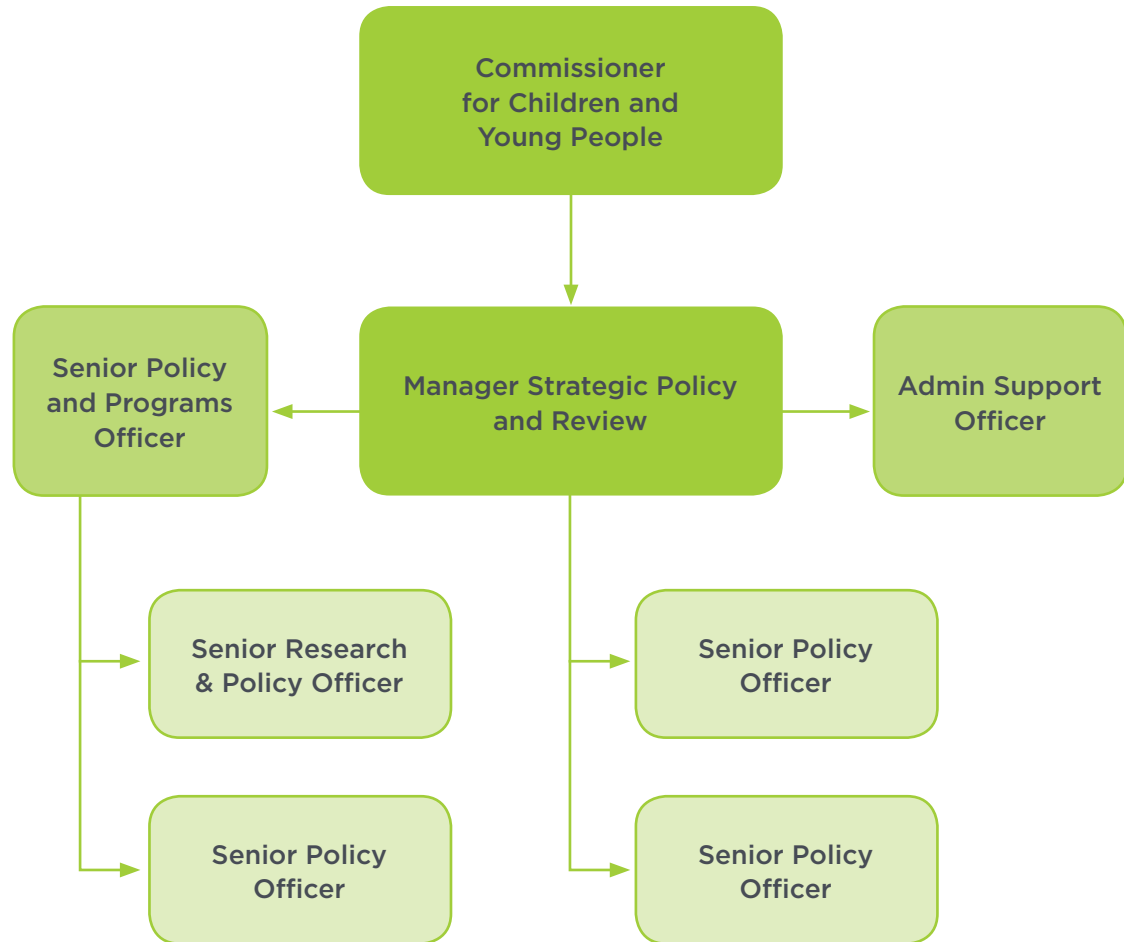 Commissioner
for Children and
Young People
Senior Policy
and Programs
Officer
Manager Strategic Policy
and Review
Admin Support
Officer
Senior Research
& Policy Officer
Senior Policy
Officer
Senior Policy
Officer
Senior Policy
Officer